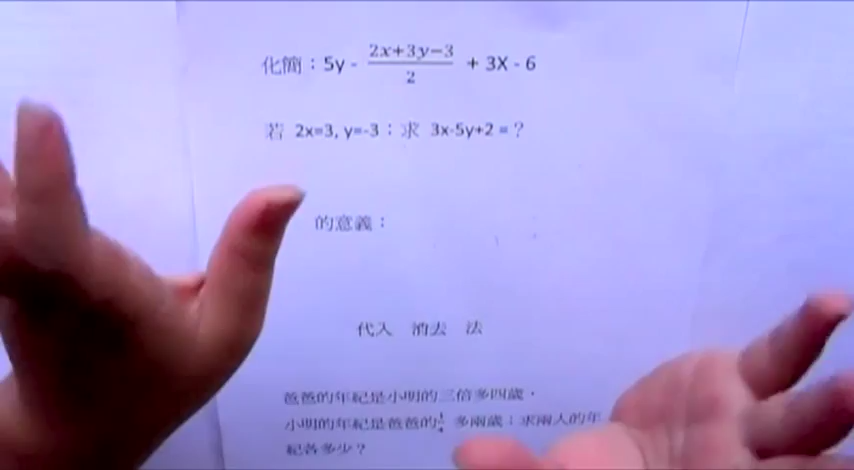 化簡：5y - \frac{2x+3y-3}{2} + 3X - 6
若 2x=3, y=-3；求 3x-5y+2 = ?
的意義：
代入 消去 法
爸爸的年紀是小明的三倍多四歲，
小明的年紀是爸爸的 多兩歲；求兩人的年
紀各多少？